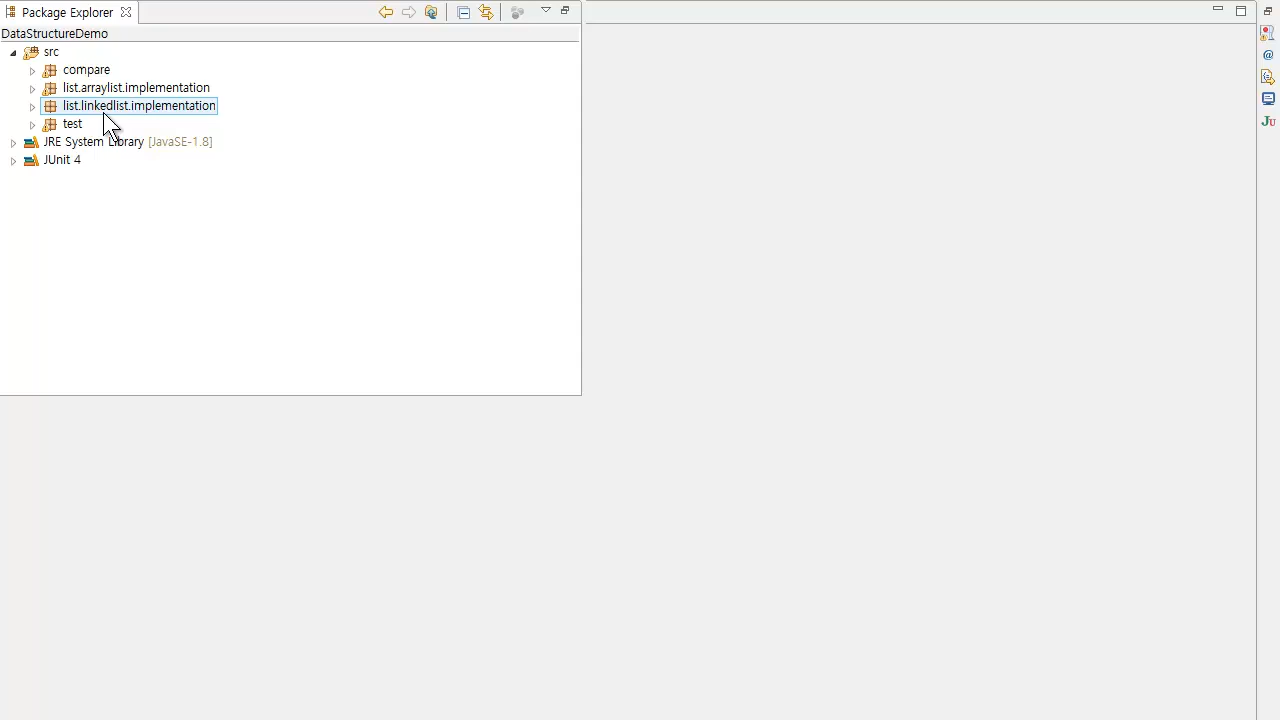 Package Explorer
DataStructureDemo
src
compare
list.arraylist.implementation
list.linkedlist.implementation
test
JRE System Library [JavaSE-1.8]
JUnit 4
@
JU